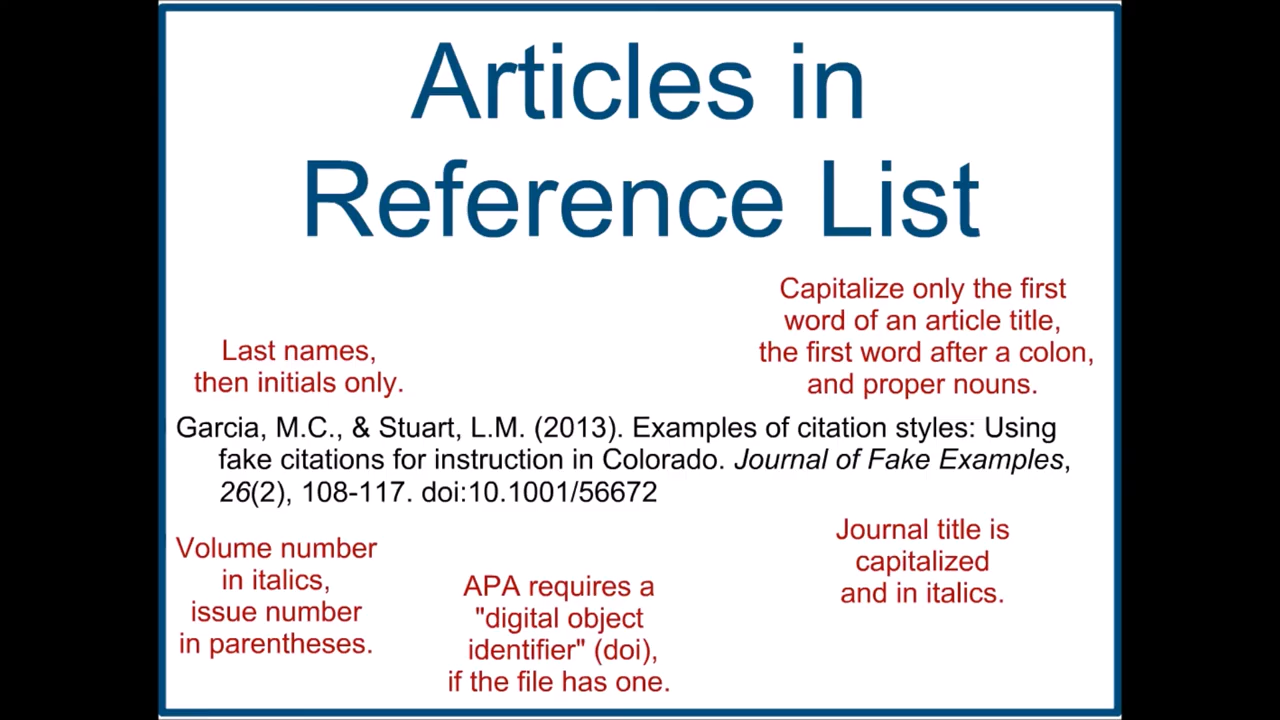 Articles in
Reference List
Capitalize only the first
word of an article title,
the first word after a colon,
and proper nouns.
Last names,
then initials only.
Garcia, M.C., & Stuart, L.M. (2013). Examples of citation styles: Using
fake citations for instruction in Colorado. Journal of Fake Examples,
26(2), 108-117. doi:10.1001/56672
Volume number
in italics,
issue number
in parentheses.
APA requires a
"digital object
identifier" (doi),
if the file has one.
Journal title is
capitalized
and in italics.